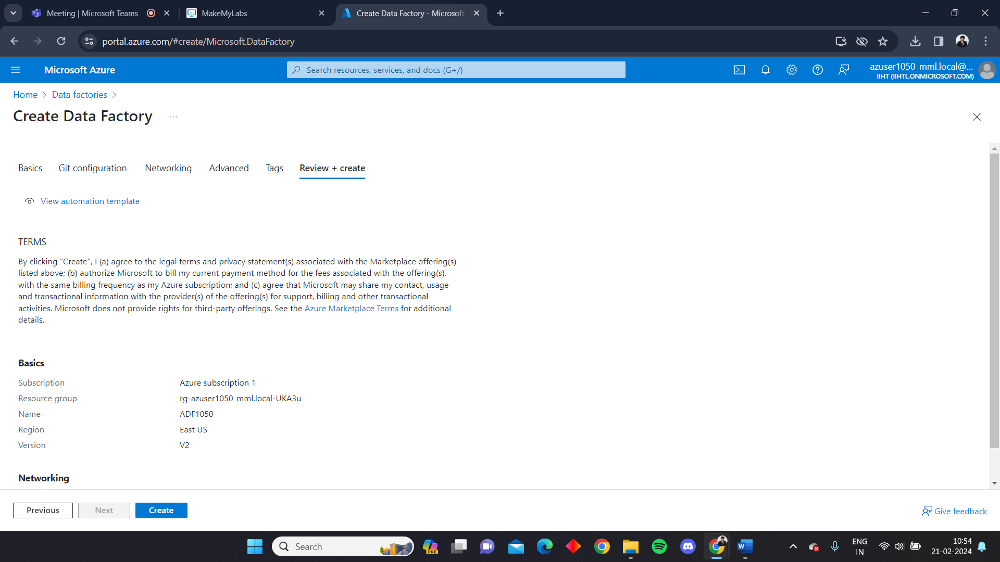 Meeting | Microsoft Teams
MakeMyLabs
Create Data Factory - Microsoft
portal.azure.com/#create/Microsoft.DataFactory
Microsoft Azure
Search resources, services, and docs (G+/)
azuser1050_mml.local@...
IIHT (IIHTL.ONMICROSOFT.COM)
Home > Data factories >
Create Data Factory ...
Basics Git configuration Networking Advanced Tags Review + create
View automation template
TERMS
By clicking "Create", I (a) agree to the legal terms and privacy statement(s) associated with the Marketplace offering(s)
listed above; (b) authorize Microsoft to bill my current payment method for the fees associated with the offering(s),
with the same billing frequency as my Azure subscription; and (c) agree that Microsoft may share my contact, usage
and transactional information with the provider(s) of the offering(s) for support, billing and other transactional
activities. Microsoft does not provide rights for third-party offerings. See the Azure Marketplace Terms for additional
details.
Basics
Subscription Azure subscription 1
Resource group rg-azuser1050_mml.local-UKA3u
Name ADF1050
Region East US
Version V2
Networking
Previous Next Create
Give feedback
Search
PRE
W
ENG
IN
10:54
21-02-2024